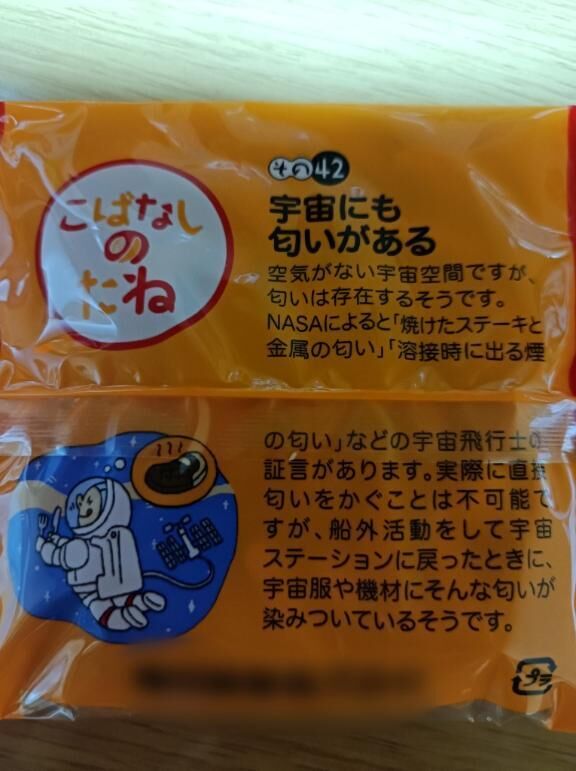 こばなし
の
たね
その42
宇宙にも
匂いがある
空気がない宇宙空間ですが、
匂いは存在するそうです。
NASAによると「焼けたステーキと
金属の匂い」「溶接時に出る煙
の匂い」などの宇宙飛行士の
証言があります。実際に直接
匂いをかぐことは不可能で
すが、船外活動をして宇宙
ステーションに戻ったときに、
宇宙服や機材にそんな匂いが
染みついているそうです。
プラ